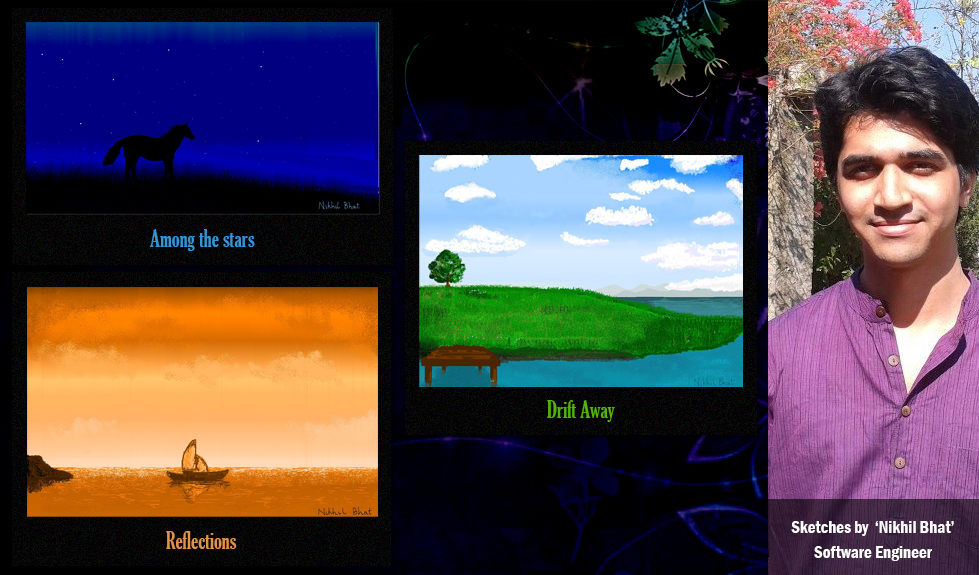 Nikhil Bhat
Among the stars
Nikhil Bhat
Reflections
Nikhil Bhat
Drift Away
Sketches by ‘Nikhil Bhat’
Software Engineer